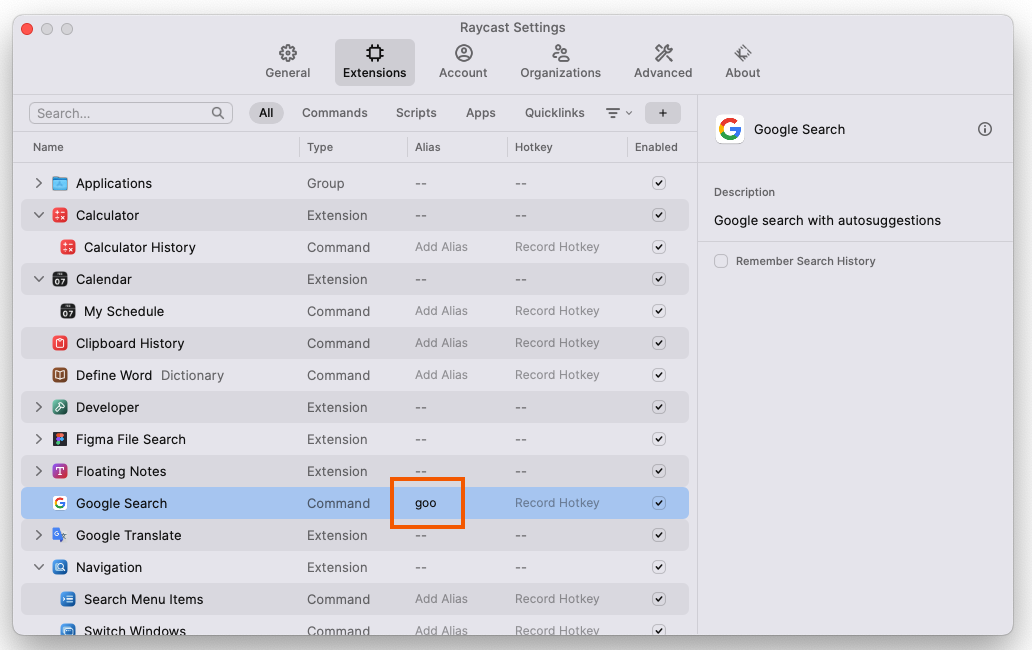 Raycast Settings
General Extensions Account Organizations Advanced About
Search... All Commands Scripts Apps Quicklinks +
Name Type Alias Hotkey Enabled
Applications Group -- --
Calculator Extension -- --
Calculator History Command Add Alias Record Hotkey
Calendar Extension -- --
My Schedule Command Add Alias Record Hotkey
Clipboard History Command Add Alias Record Hotkey
Define Word Dictionary Command Add Alias Record Hotkey
Developer Extension -- --
Figma File Search Extension -- --
Floating Notes Extension -- --
Google Search Command goo Record Hotkey
Google Translate Extension -- --
Navigation Extension -- --
Search Menu Items Command Add Alias Record Hotkey
Switch Windows Command Add Alias Record Hotkey
Google Search
Description
Google search with autosuggestions
Remember Search History